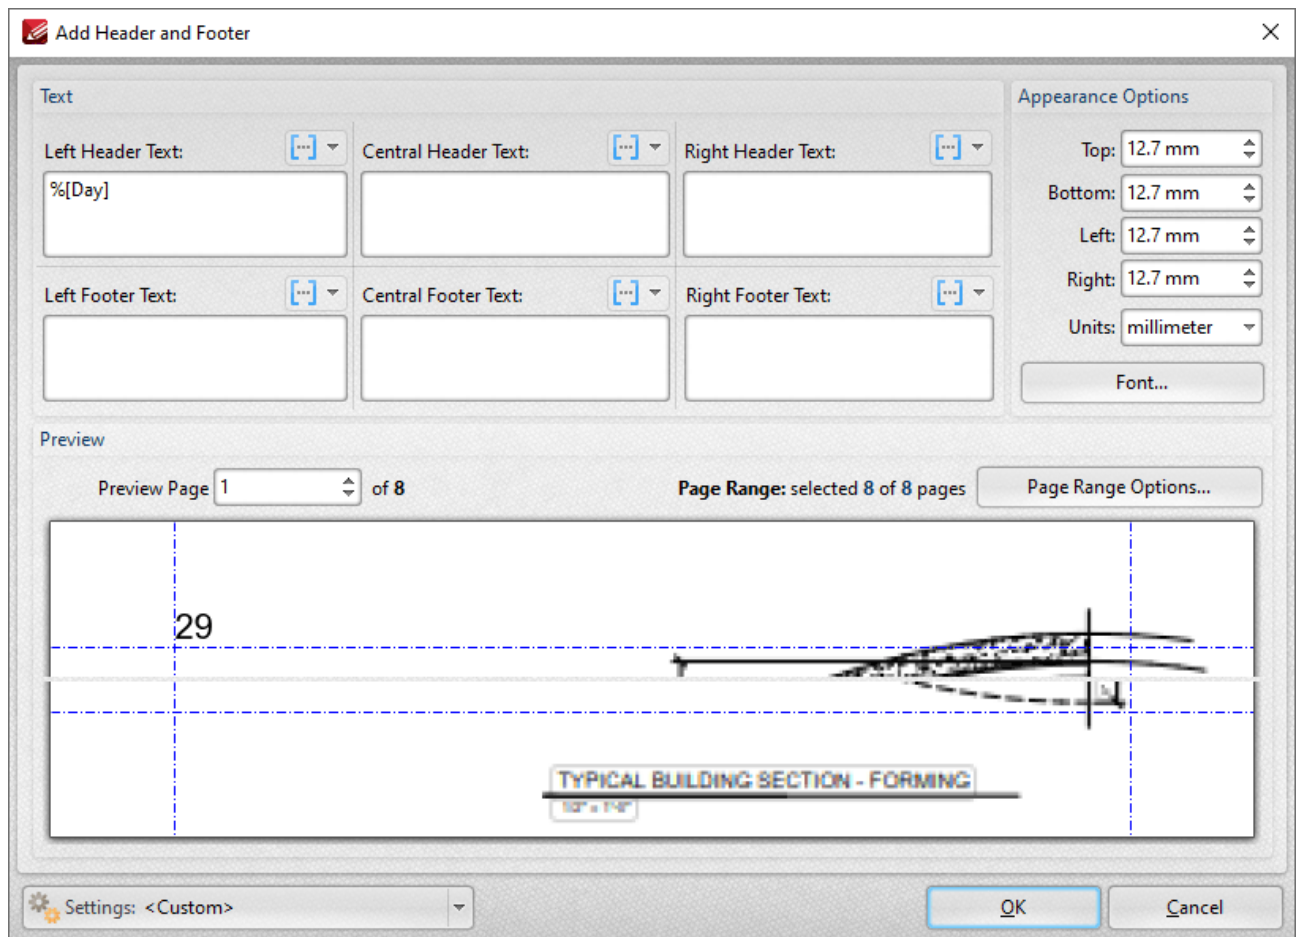 Add Header and Footer
Text
Appearance Options
Left Header Text:
Central Header Text:
Right Header Text:
Top: 12.7 mm
%[Day]
Bottom: 12.7 mm
Left: 12.7 mm
Left Footer Text:
Central Footer Text:
Right Footer Text:
Right: 12.7 mm
Units: millimeter
Font...
Preview
Preview Page 1 of 8
Page Range: selected 8 of 8 pages
Page Range Options...
29
TYPICAL BUILDING SECTION - FORMING
Settings: <Custom>
OK
Cancel